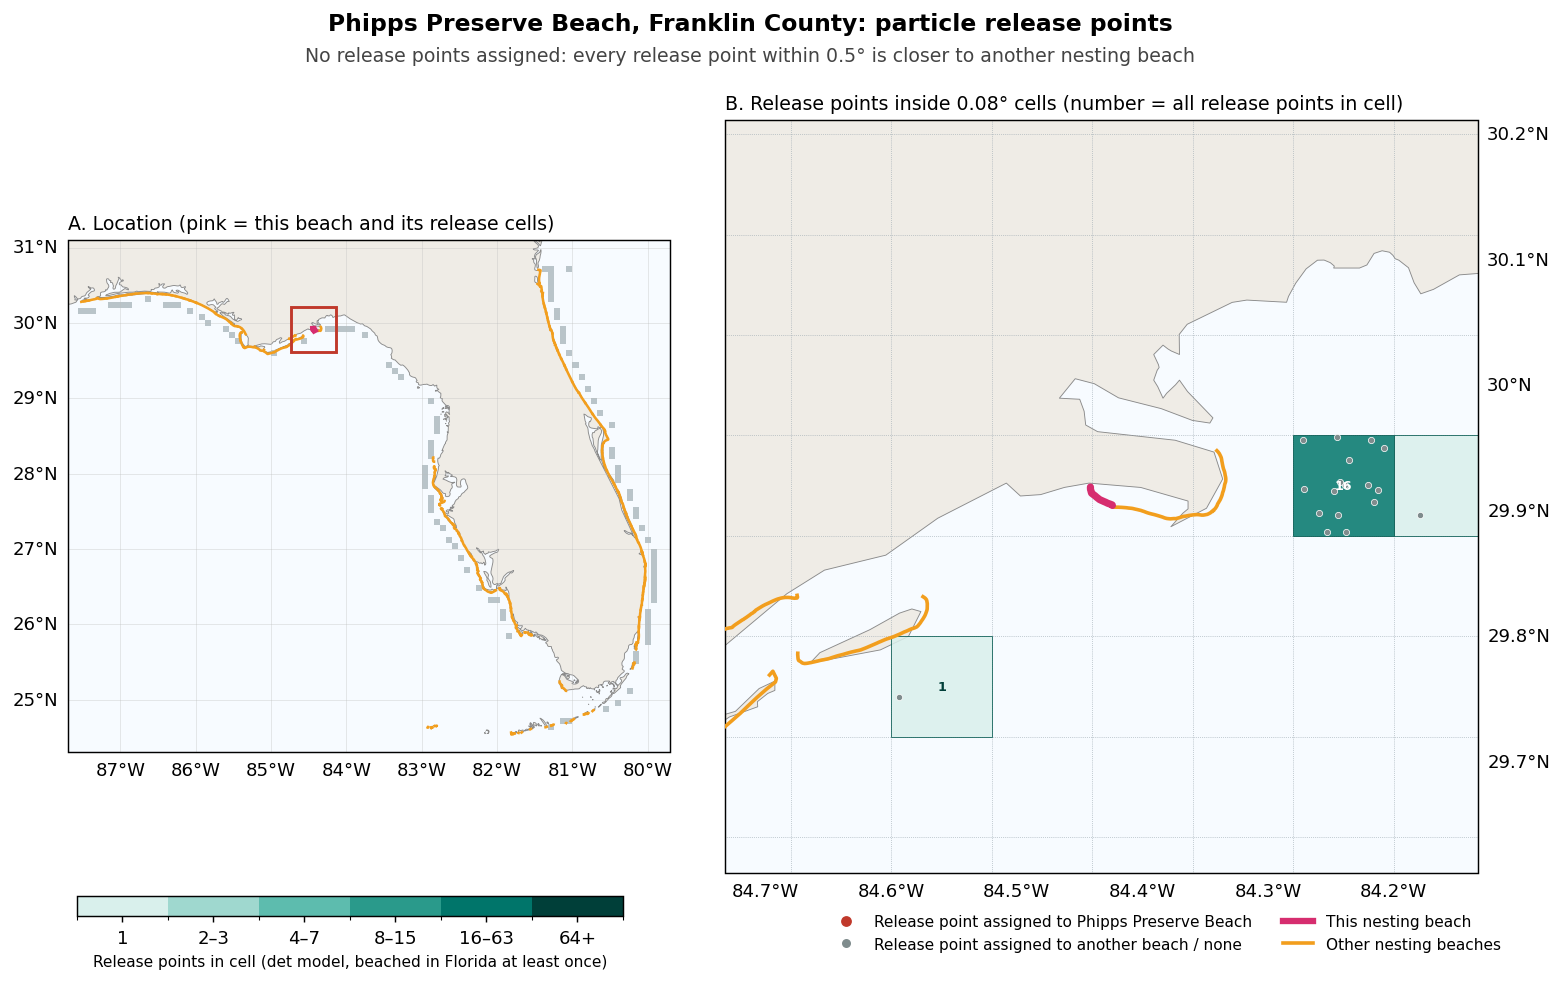 Phipps Preserve Beach, Franklin County: particle release points
No release points assigned: every release point within 0.5° is closer to another nesting beach
A. Location (pink = this beach and its release cells)
31°N
30°N
29°N
28°N
27°N
26°N
25°N
87°W 86°W 85°W 84°W 83°W 82°W 81°W 80°W
B. Release points inside 0.08° cells (number = all release points in cell)
30.2°N
30.1°N
30°N
29.9°N
29.8°N
29.7°N
16
1
84.7°W 84.6°W 84.5°W 84.4°W 84.3°W 84.2°W
1 2–3 4–7 8–15 16–63 64+
Release points in cell (det model, beached in Florida at least once)
Release point assigned to Phipps Preserve Beach
Release point assigned to another beach / none
This nesting beach
Other nesting beaches